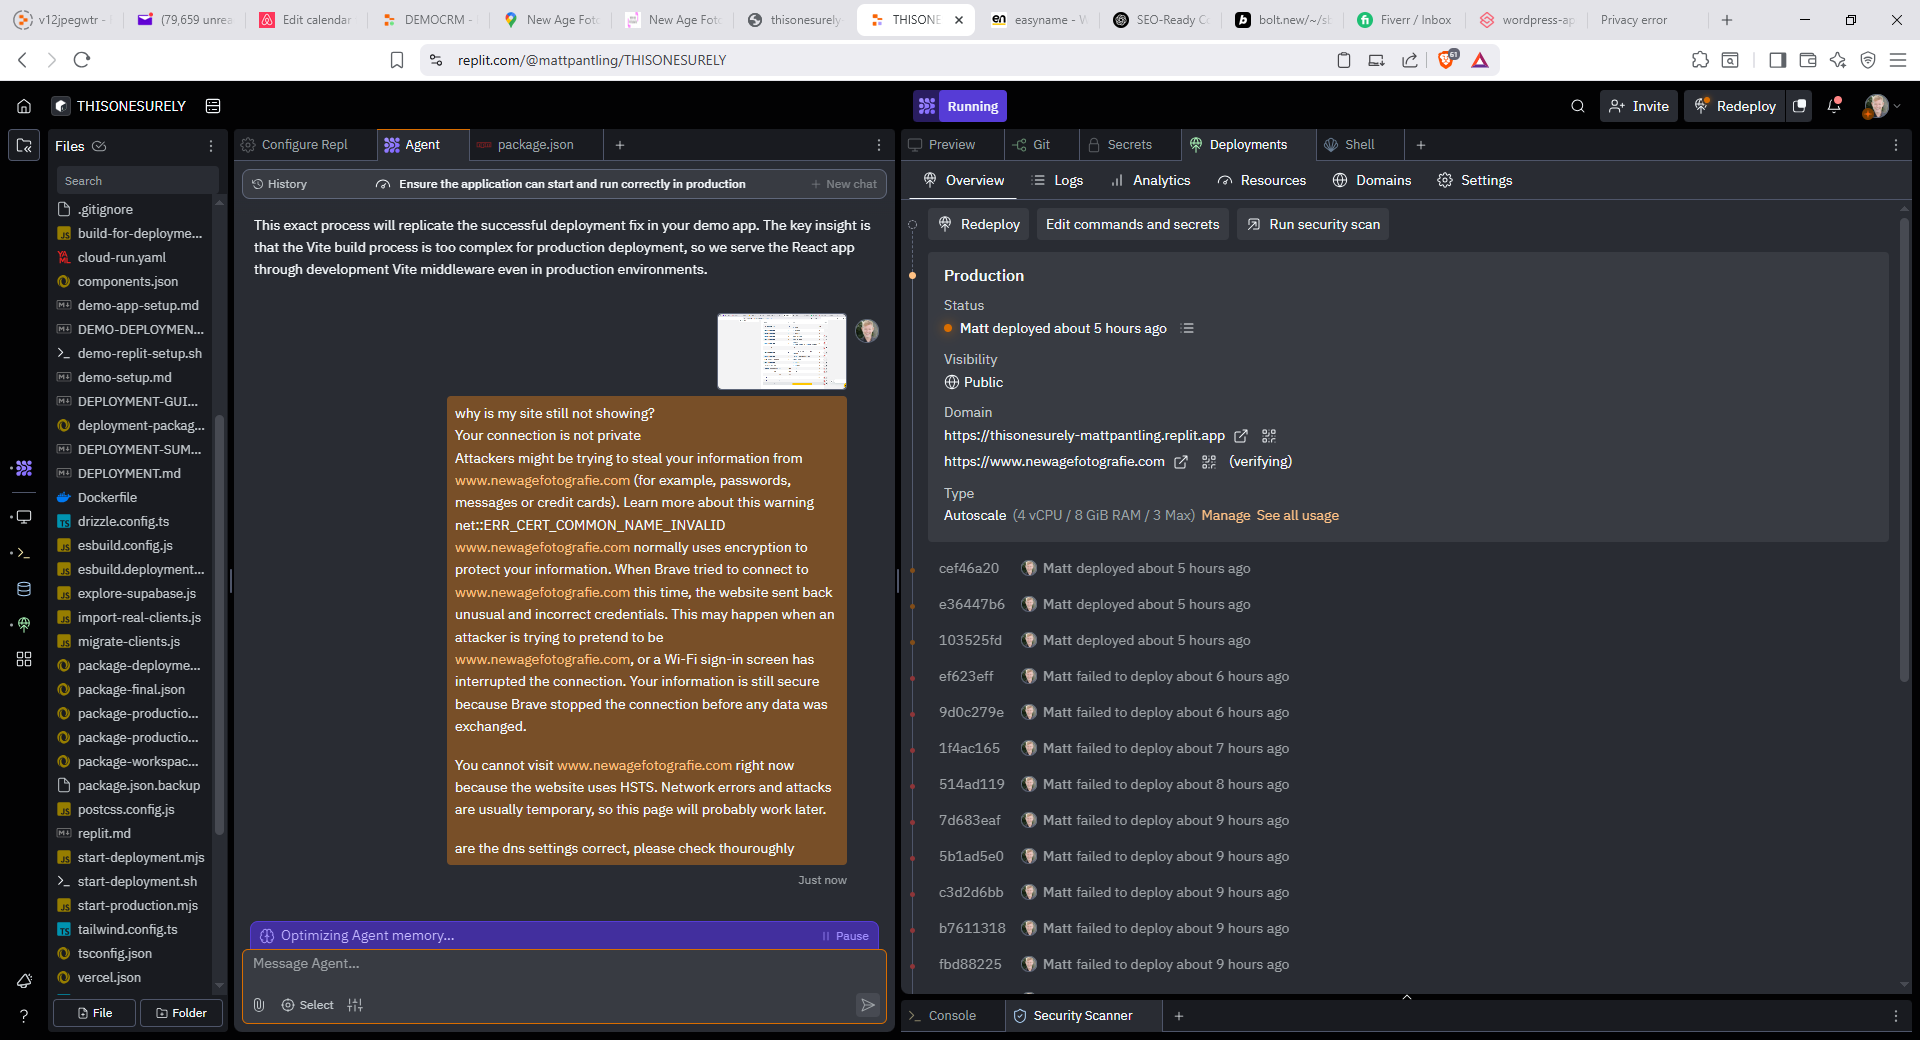 v12jpegwtr -
(79,659 unrea
Edit calendar
DEMOCRM -
New Age Foto
New Age Foto
thisonesurely
THISONE
easyname - W
SEO-Ready Co
bolt.new/~/sb
Fiverr / Inbox
wordpress-ap
Privacy error
replit.com/@mattpantling/THISONESURELY
61
THISONESURELY
Running
Invite
Redeploy
Files
Search
.gitignore
build-for-deployme...
cloud-run.yaml
components.json
demo-app-setup.md
DEMO-DEPLOYMEN...
demo-replit-setup.sh
demo-setup.md
DEPLOYMENT-GUI...
deployment-packag...
DEPLOYMENT-SUM...
DEPLOYMENT.md
Dockerfile
drizzle.config.ts
esbuild.config.js
esbuild.deployment...
explore-supabase.js
import-real-clients.js
migrate-clients.js
package-deployme...
package-final.json
package-productio...
package-productio...
package-workspac...
package.json.backup
postcss.config.js
replit.md
start-deployment.mjs
start-deployment.sh
start-production.mjs
tailwind.config.ts
tsconfig.json
vercel.json
File
Folder
Configure Repl
Agent
package.json
History
Ensure the application can start and run correctly in production
New chat
This exact process will replicate the successful deployment fix in your demo app. The key insight is
that the Vite build process is too complex for production deployment, so we serve the React app
through development Vite middleware even in production environments.
why is my site still not showing?
Your connection is not private
Attackers might be trying to steal your information from
www.newagefotografie.com (for example, passwords,
messages or credit cards). Learn more about this warning
net::ERR_CERT_COMMON_NAME_INVALID
www.newagefotografie.com normally uses encryption to
protect your information. When Brave tried to connect to
www.newagefotografie.com this time, the website sent back
unusual and incorrect credentials. This may happen when an
attacker is trying to pretend to be
www.newagefotografie.com, or a Wi-Fi sign-in screen has
interrupted the connection. Your information is still secure
because Brave stopped the connection before any data was
exchanged.
You cannot visit www.newagefotografie.com right now
because the website uses HSTS. Network errors and attacks
are usually temporary, so this page will probably work later.
are the dns settings correct, please check thouroughly
Just now
Optimizing Agent memory...
Pause
Message Agent...
Select
Preview
Git
Secrets
Deployments
Shell
Overview
Logs
Analytics
Resources
Domains
Settings
Redeploy
Edit commands and secrets
Run security scan
Production
Status
Matt deployed about 5 hours ago
Visibility
Public
Domain
https://thisonesurely-mattpantling.replit.app
https://www.newagefotografie.com (verifying)
Type
Autoscale (4 vCPU / 8 GiB RAM / 3 Max) Manage See all usage
cef46a20 Matt deployed about 5 hours ago
e36447b6 Matt deployed about 5 hours ago
103525fd Matt deployed about 5 hours ago
ef623eff Matt failed to deploy about 6 hours ago
9d0c279e Matt failed to deploy about 6 hours ago
1f4ac165 Matt failed to deploy about 7 hours ago
514ad119 Matt failed to deploy about 8 hours ago
7d683eaf Matt failed to deploy about 9 hours ago
5b1ad5e0 Matt failed to deploy about 9 hours ago
c3d2d6bb Matt failed to deploy about 9 hours ago
b7611318 Matt failed to deploy about 9 hours ago
fbd88225 Matt failed to deploy about 9 hours ago
Console
Security Scanner